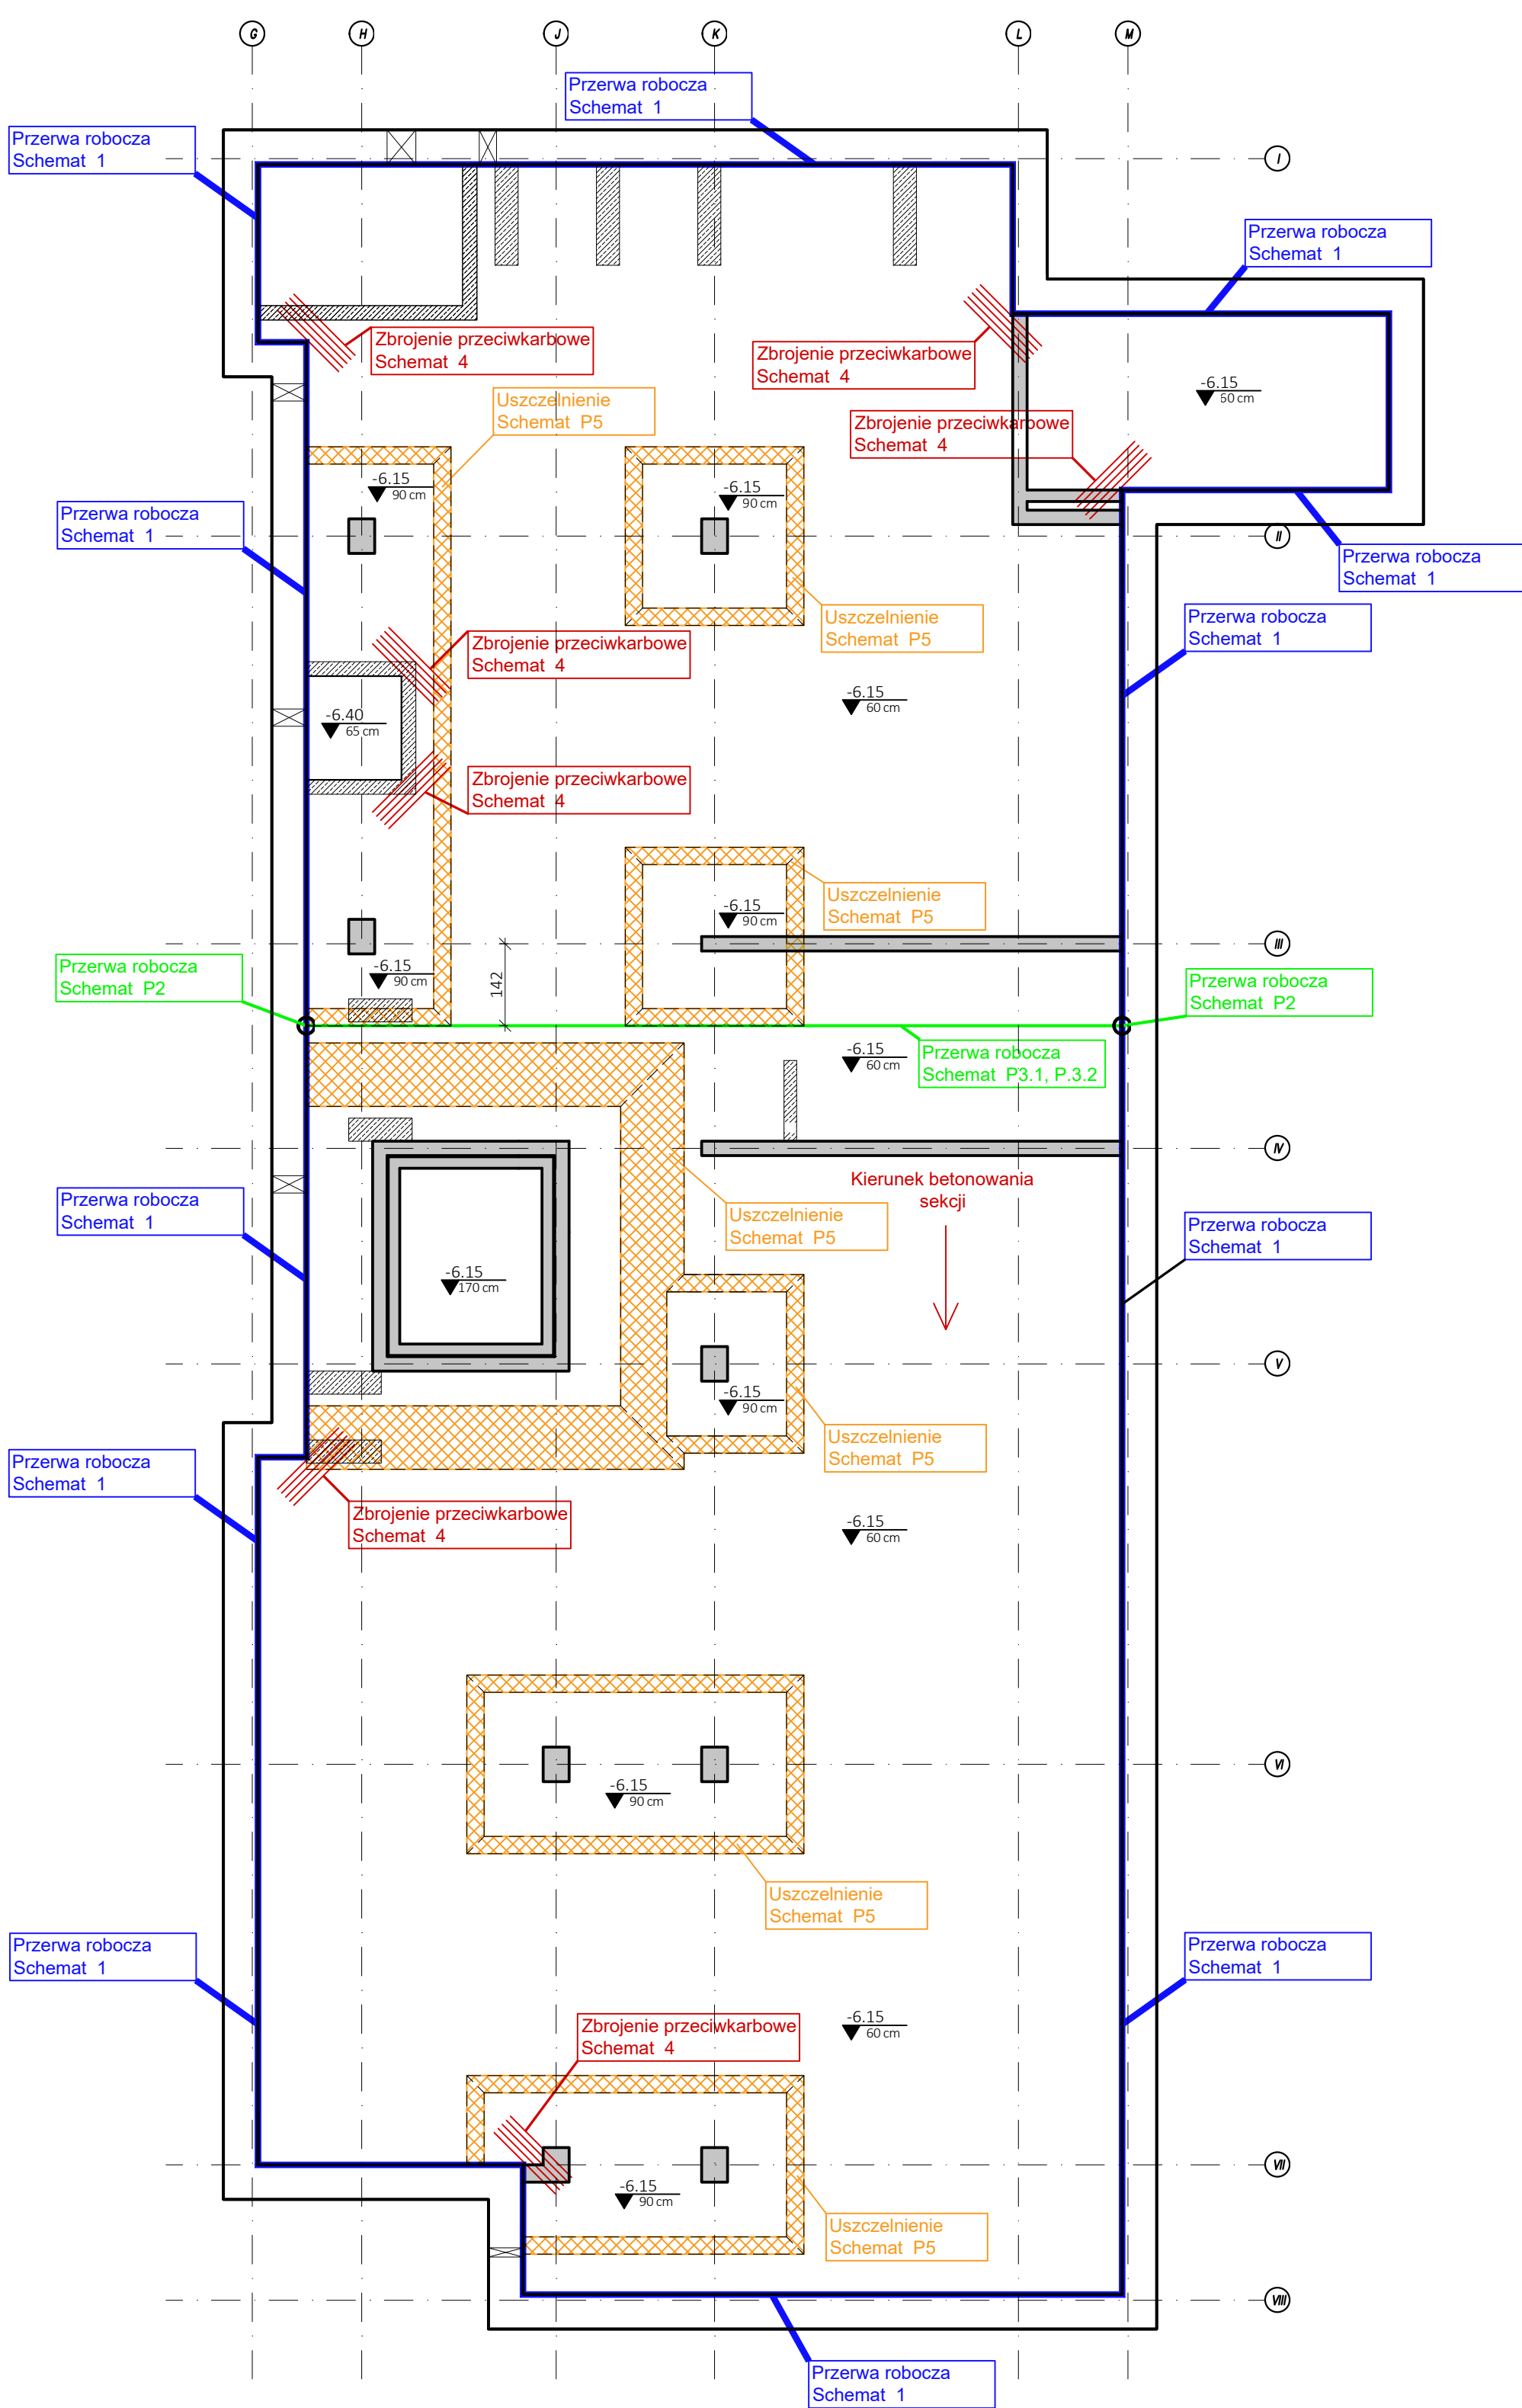 G
H
J
K
L
M
Przerwa robocza
Schemat 1
Przerwa robocza
Schemat 1
I
Przerwa robocza
Schemat 1
Zbrojenie przeciwkarbowe
Schemat 4
Zbrojenie przeciwkarbowe
Schemat 4
-6.15
60 cm
Uszczelnienie
Schemat P5
Zbrojenie przeciwkarbowe
Schemat 4
-6.15
90 cm
-6.15
90 cm
Przerwa robocza
Schemat 1
II
Przerwa robocza
Schemat 1
Uszczelnienie
Schemat P5
Przerwa robocza
Schemat 1
Zbrojenie przeciwkarbowe
Schemat 4
-6.15
60 cm
-6.40
65 cm
Zbrojenie przeciwkarbowe
Schemat 4
Uszczelnienie
Schemat P5
-6.15
90 cm
III
Przerwa robocza
Schemat P2
-6.15
90 cm
142
Przerwa robocza
Schemat P2
-6.15
60 cm
Przerwa robocza
Schemat P3.1, P.3.2
IV
Kierunek betonowania
sekcji
Przerwa robocza
Schemat 1
Uszczelnienie
Schemat P5
Przerwa robocza
Schemat 1
-6.15
170 cm
V
-6.15
90 cm
Uszczelnienie
Schemat P5
Przerwa robocza
Schemat 1
Zbrojenie przeciwkarbowe
Schemat 4
-6.15
60 cm
VI
-6.15
90 cm
Uszczelnienie
Schemat P5
Przerwa robocza
Schemat 1
Przerwa robocza
Schemat 1
Zbrojenie przeciwkarbowe
Schemat 4
-6.15
60 cm
VII
-6.15
90 cm
Uszczelnienie
Schemat P5
VIII
Przerwa robocza
Schemat 1